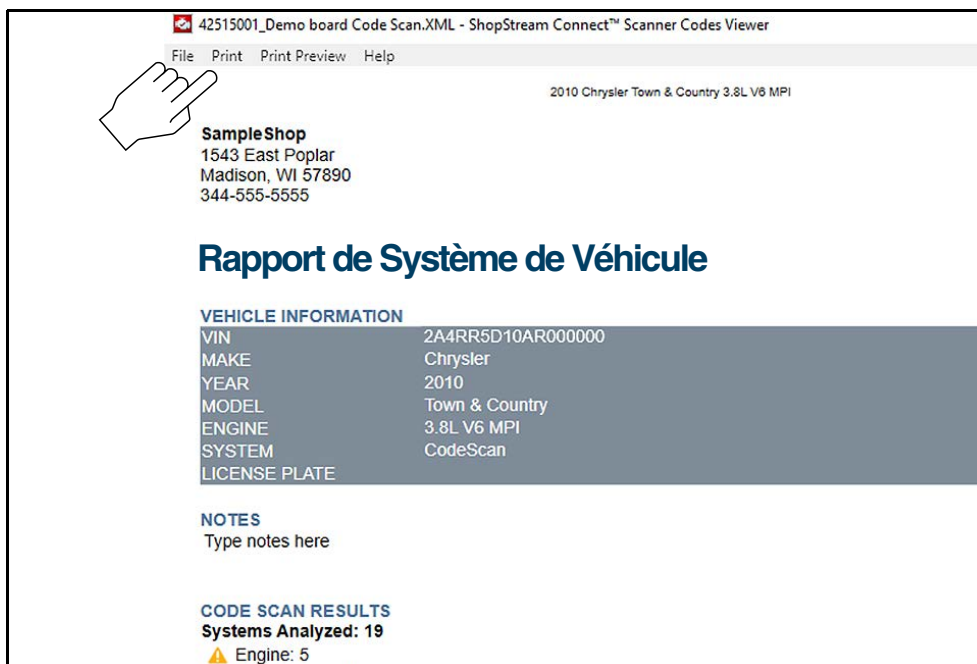 42515001_Demo board Code Scan.XML - ShopStream Connect™ Scanner Codes Viewer
File Print Print Preview Help
2010 Chrysler Town & Country 3.8L V6 MPI
SampleShop
1543 East Poplar
Madison, WI 57890
344-555-5555
Rapport de Système de Véhicule
VEHICLE INFORMATION
VIN 2A4RR5D10AR000000
MAKE Chrysler
YEAR 2010
MODEL Town & Country
ENGINE 3.8L V6 MPI
SYSTEM CodeScan
LICENSE PLATE
NOTES
Type notes here
CODE SCAN RESULTS
Systems Analyzed: 19
Engine: 5